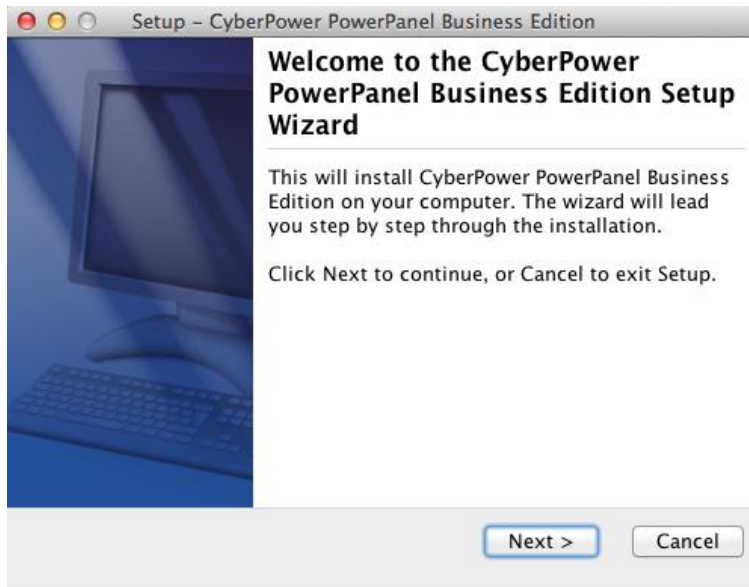 Setup – CyberPower PowerPanel Business Edition
Welcome to the CyberPower
PowerPanel Business Edition Setup
Wizard
This will install CyberPower PowerPanel Business
Edition on your computer. The wizard will lead
you step by step through the installation.
Click Next to continue, or Cancel to exit Setup.
Next >
Cancel